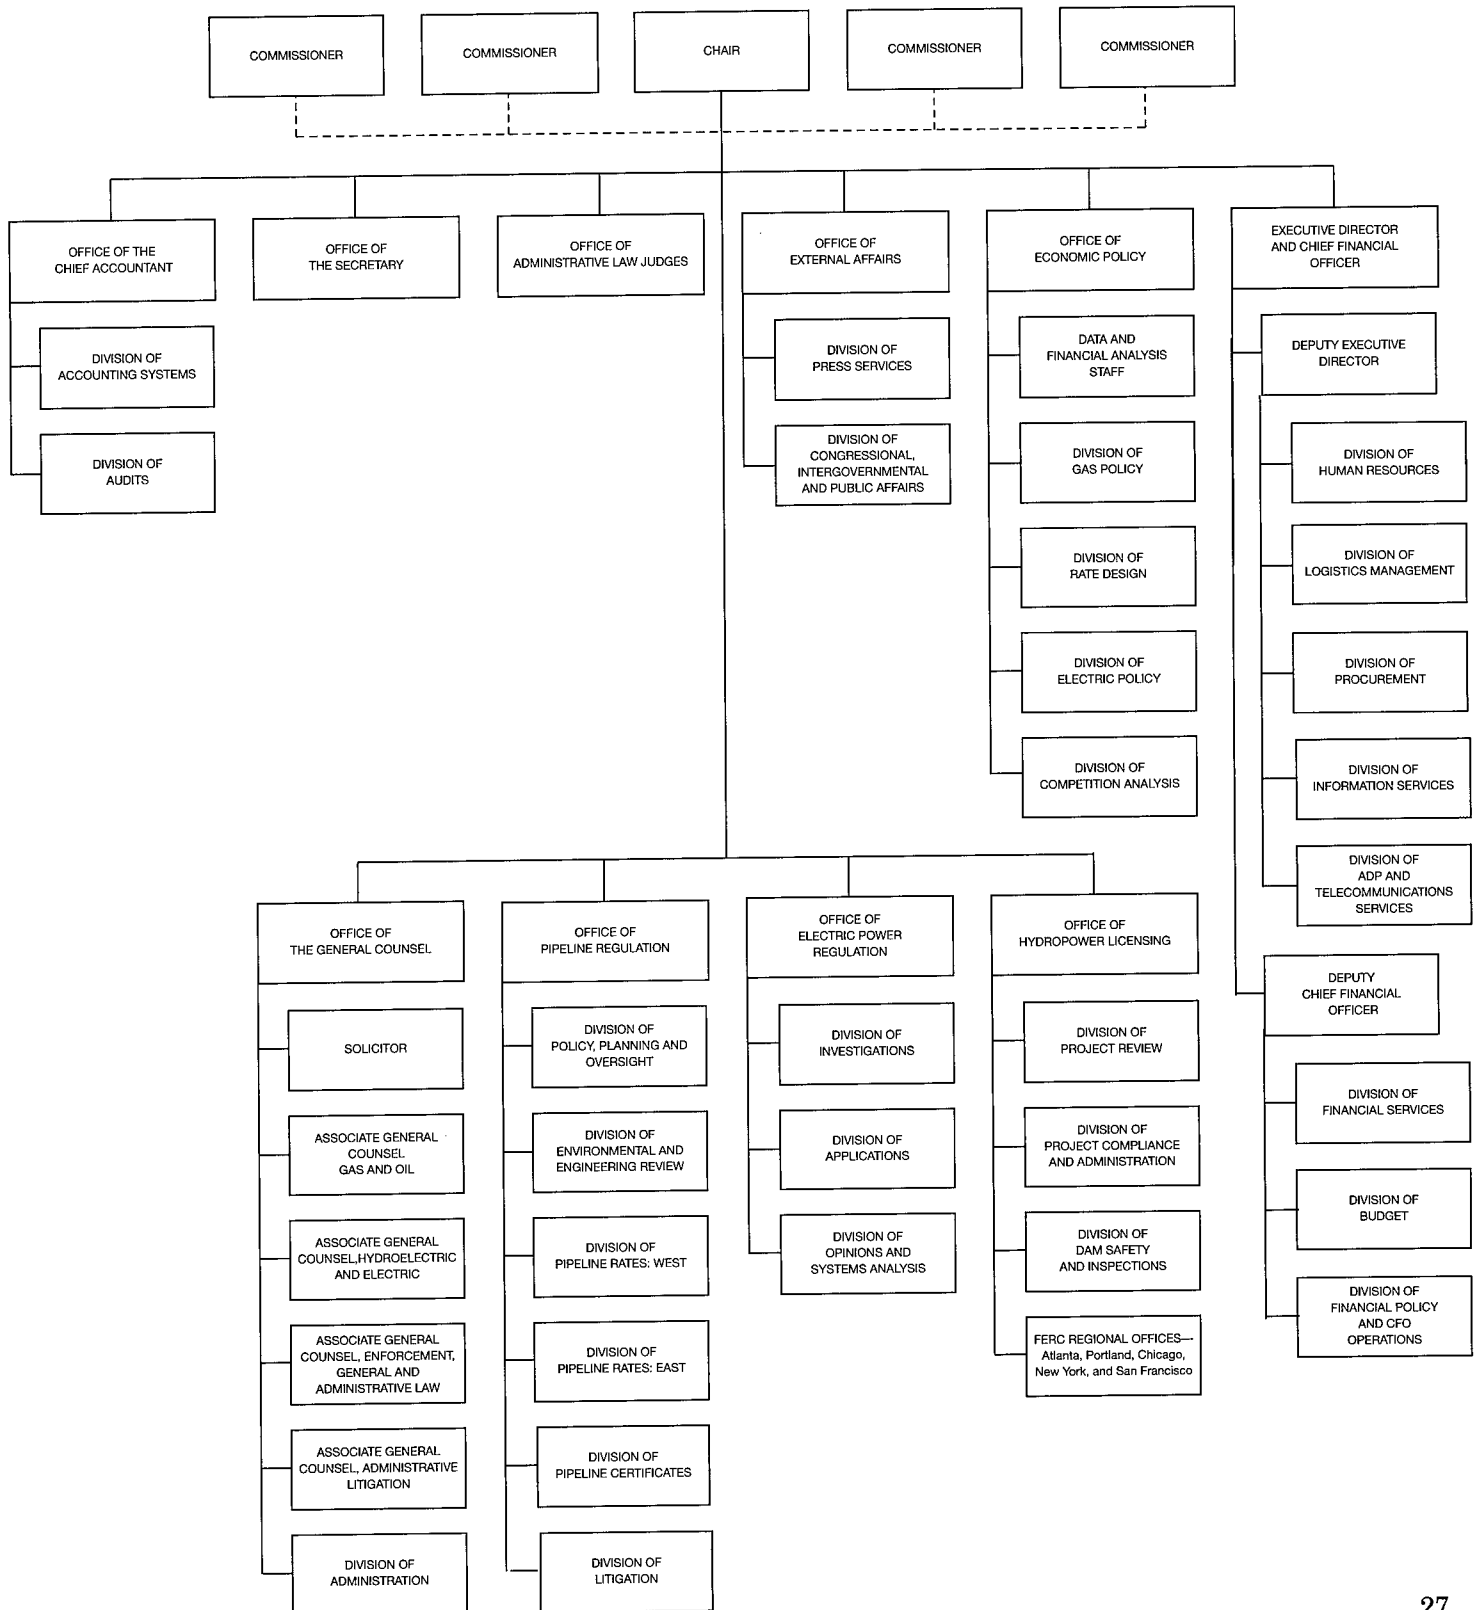 COMMISSIONER
COMMISSIONER
CHAIR
COMMISSIONER
COMMISSIONER
OFFICE OF THE
CHIEF ACCOUNTANT
DIVISION OF
ACCOUNTING SYSTEMS
DIVISION OF
AUDITS
OFFICE OF
THE SECRETARY
OFFICE OF
ADMINISTRATIVE LAW JUDGES
OFFICE OF
EXTERNAL AFFAIRS
DIVISION OF
PRESS SERVICES
DIVISION OF
CONGRESSIONAL,
INTERGOVERNMENTAL
AND PUBLIC AFFAIRS
OFFICE OF
ECONOMIC POLICY
DATA AND
FINANCIAL ANALYSIS
STAFF
DIVISION OF
GAS POLICY
DIVISION OF
RATE DESIGN
DIVISION OF
ELECTRIC POLICY
DIVISION OF
COMPETITION ANALYSIS
EXECUTIVE DIRECTOR
AND CHIEF FINANCIAL
OFFICER
DEPUTY EXECUTIVE
DIRECTOR
DIVISION OF
HUMAN RESOURCES
DIVISION OF
LOGISTICS MANAGEMENT
DIVISION OF
PROCUREMENT
DIVISION OF
INFORMATION SERVICES
DIVISION OF
ADP AND
TELECOMMUNICATIONS
SERVICES
DEPUTY
CHIEF FINANCIAL
OFFICER
DIVISION OF
FINANCIAL SERVICES
DIVISION OF
BUDGET
DIVISION OF
FINANCIAL POLICY
AND CFO
OPERATIONS
OFFICE OF
THE GENERAL COUNSEL
SOLICITOR
ASSOCIATE GENERAL
COUNSEL
GAS AND OIL
ASSOCIATE GENERAL
COUNSEL,HYDROELECTRIC
AND ELECTRIC
ASSOCIATE GENERAL
COUNSEL, ENFORCEMENT,
GENERAL AND
ADMINISTRATIVE LAW
ASSOCIATE GENERAL
COUNSEL, ADMINISTRATIVE
LITIGATION
DIVISION OF
ADMINISTRATION
OFFICE OF
PIPELINE REGULATION
DIVISION OF
POLICY, PLANNING AND
OVERSIGHT
DIVISION OF
ENVIRONMENTAL AND
ENGINEERING REVIEW
DIVISION OF
PIPELINE RATES: WEST
DIVISION OF
PIPELINE RATES: EAST
DIVISION OF
PIPELINE CERTIFICATES
DIVISION OF
LITIGATION
OFFICE OF
ELECTRIC POWER
REGULATION
DIVISION OF
INVESTIGATIONS
DIVISION OF
APPLICATIONS
DIVISION OF
OPINIONS AND
SYSTEMS ANALYSIS
OFFICE OF
HYDROPOWER LICENSING
DIVISION OF
PROJECT REVIEW
DIVISION OF
PROJECT COMPLIANCE
AND ADMINISTRATION
DIVISION OF
DAM SAFETY
AND INSPECTIONS
FERC REGIONAL OFFICES—
Atlanta, Portland, Chicago,
New York, and San Francisco
27